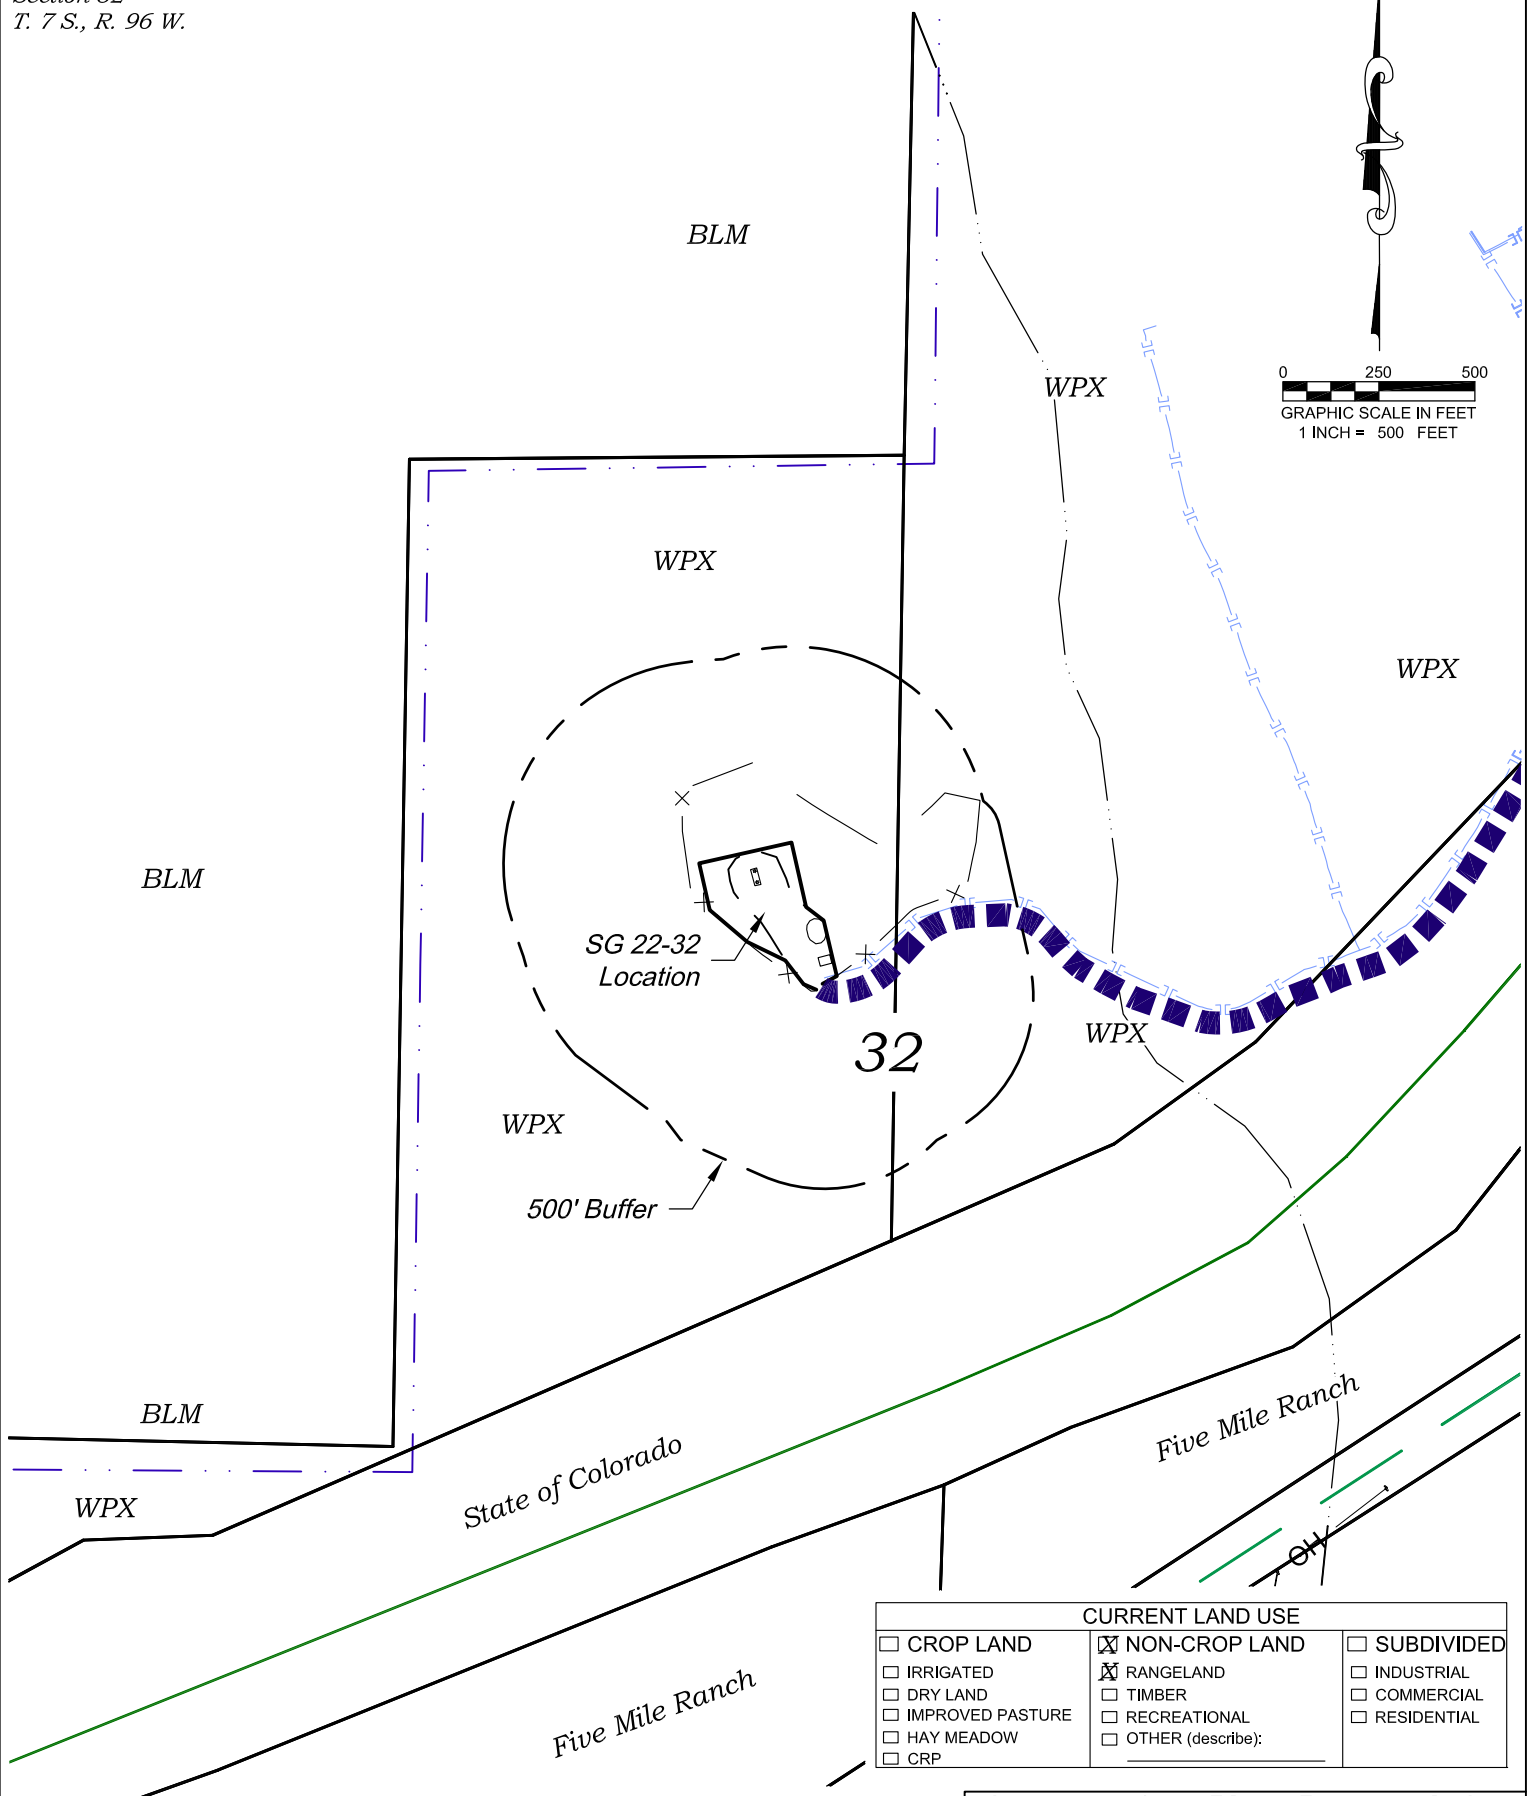 T. 7 S., R. 96 W.
BLM
WPX
0 250 500
GRAPHIC SCALE IN FEET
1 INCH = 500 FEET
WPX
WPX
BLM
SG 22-32
Location
32
WPX
WPX
500' Buffer
BLM
WPX
State of Colorado
Five Mile Ranch
OH
Five Mile Ranch
CURRENT LAND USE
CROP LAND
IRRIGATED
DRY LAND
IMPROVED PASTURE
HAY MEADOW
CRP
X NON-CROP LAND
X RANGELAND
TIMBER
RECREATIONAL
OTHER (describe):
SUBDIVIDED
INDUSTRIAL
COMMERCIAL
RESIDENTIAL